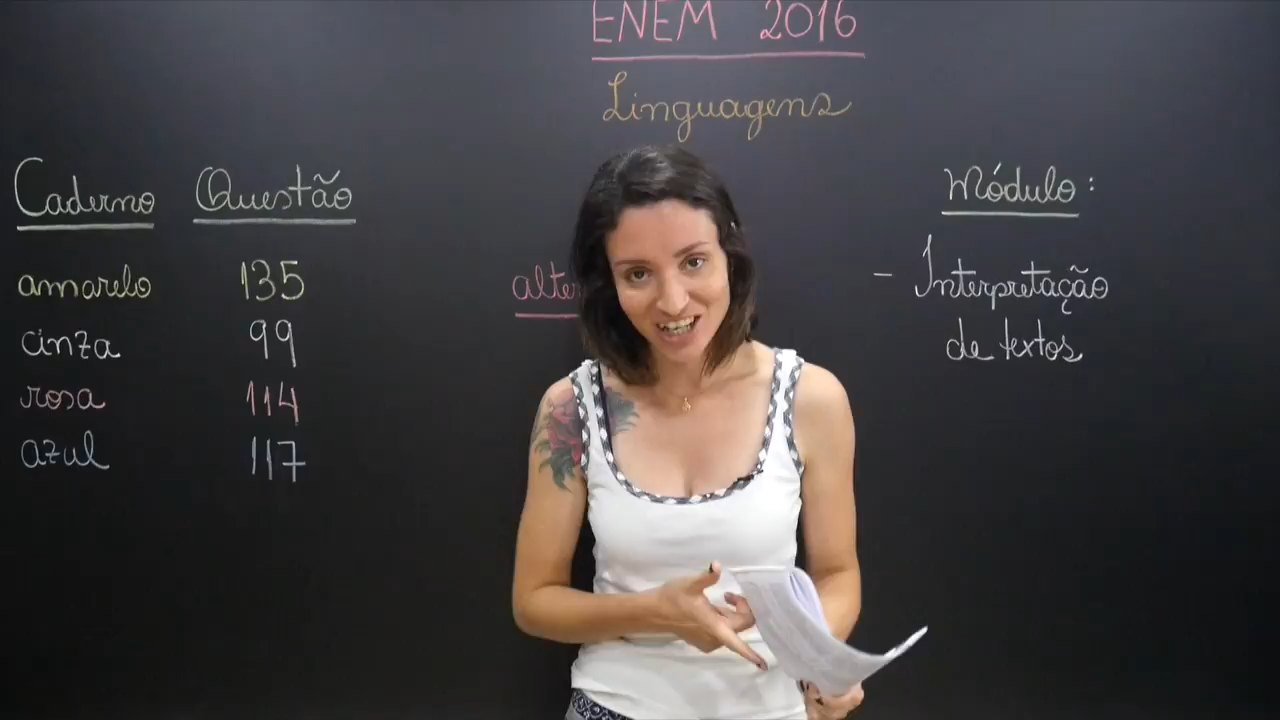 ENEM 2016
Linguagens
Caderno Questão
amarelo 135
cinza 99
rosa 114
azul 117
Módulo:
- Interpretação
de textos